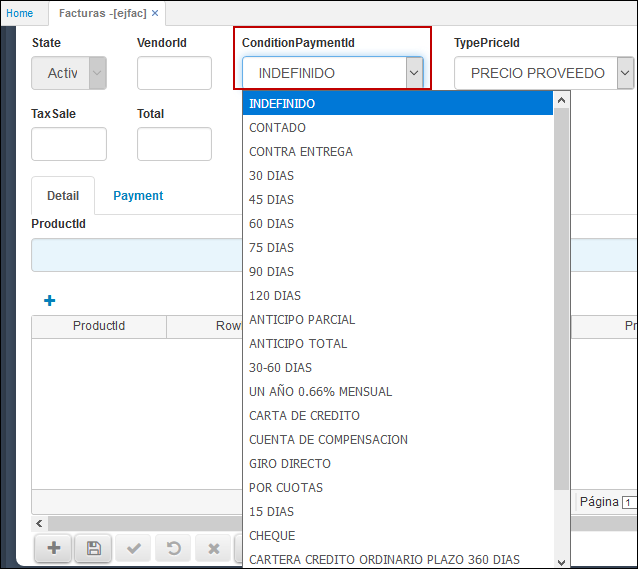 Home Facturas -[ejfac] ×
State VendorId ConditionPaymentId TypePriceId
Activ INDEFINIDO PRECIO PROVEEDO
TaxSale Total
INDEFINIDO
CONTADO
CONTRA ENTREGA
30 DIAS
45 DIAS
60 DIAS
75 DIAS
90 DIAS
120 DIAS
ANTICIPO PARCIAL
ANTICIPO TOTAL
30-60 DIAS
UN AÑO 0.66% MENSUAL
CARTA DE CREDITO
CUENTA DE COMPENSACION
GIRO DIRECTO
POR CUOTAS
15 DIAS
CHEQUE
CARTERA CREDITO ORDINARIO PLAZO 360 DIAS
Detail Payment
ProductId
ProductId Row Pr
Página 1